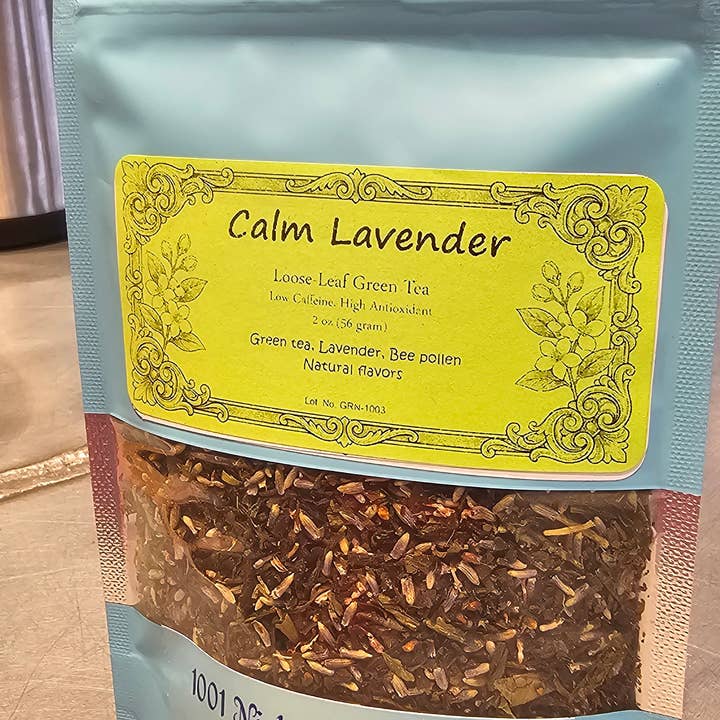 Calm Lavender
Loose Leaf Green Tea
Low Caffeine, High Antioxidant
2 oz (56 gram)
Green tea, Lavender, Bee pollen
Natural flavors
Lot. No. GRN-1003
1001